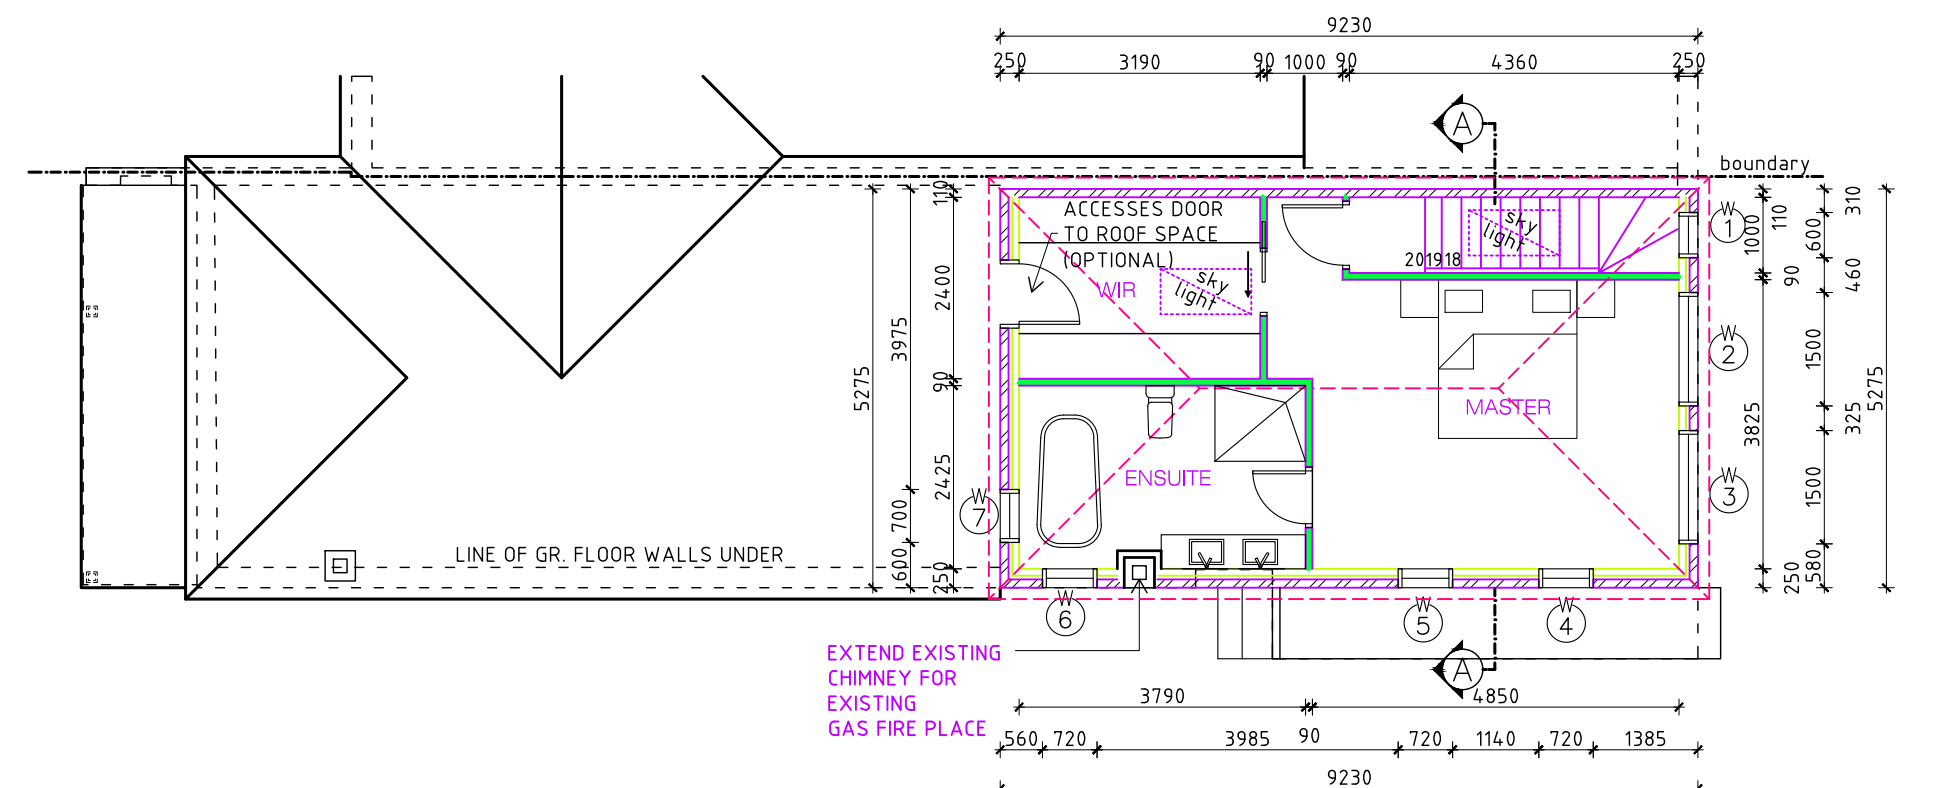 9230
250 3190 90 1000 90 4360 250
A
boundary
ACCESSES DOOR
TO ROOF SPACE
(OPTIONAL)
WIR
sky
light
sky
light
201918
110
2400
90
2425
250
3975
700
600
5275
W
1
W
2
W
3
MASTER
ENSUITE
W
7
110
1000
90
3825
250
310
600
460
1500
325
1500
580
5275
LINE OF GR. FLOOR WALLS UNDER
W
6
W
5
W
4
A
EXTEND EXISTING
CHIMNEY FOR
EXISTING
GAS FIRE PLACE
3790 4850
560 720 3985 90 720 1140 720 1385
9230